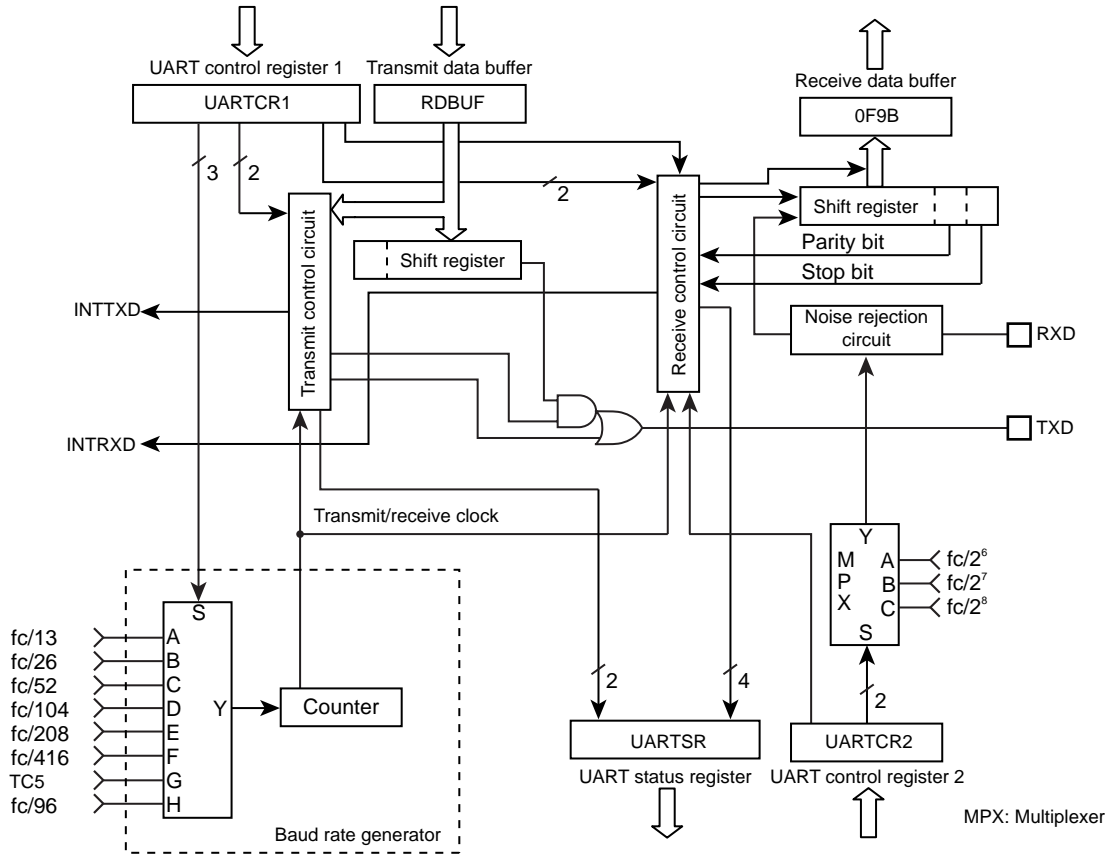 UART control register 1
Transmit data buffer
Receive data buffer
UARTCR1
RDBUF
0F9B
3
2
2
Transmit control circuit
Receive control circuit
Shift register
Shift register
Parity bit
Stop bit
INTTXD
Noise rejection
circuit
RXD
INTRXD
TXD
Transmit/receive clock
S
fc/13
fc/26
fc/52
fc/104
fc/208
fc/416
TC5
fc/96
A
B
C
D
E
F
G
H
Y
Counter
Baud rate generator
2
4
UARTSR
UART status register
Y
M
P
X
A
B
C
S
fc/2⁶
fc/2⁷
fc/2⁸
2
UARTCR2
UART control register 2
MPX: Multiplexer